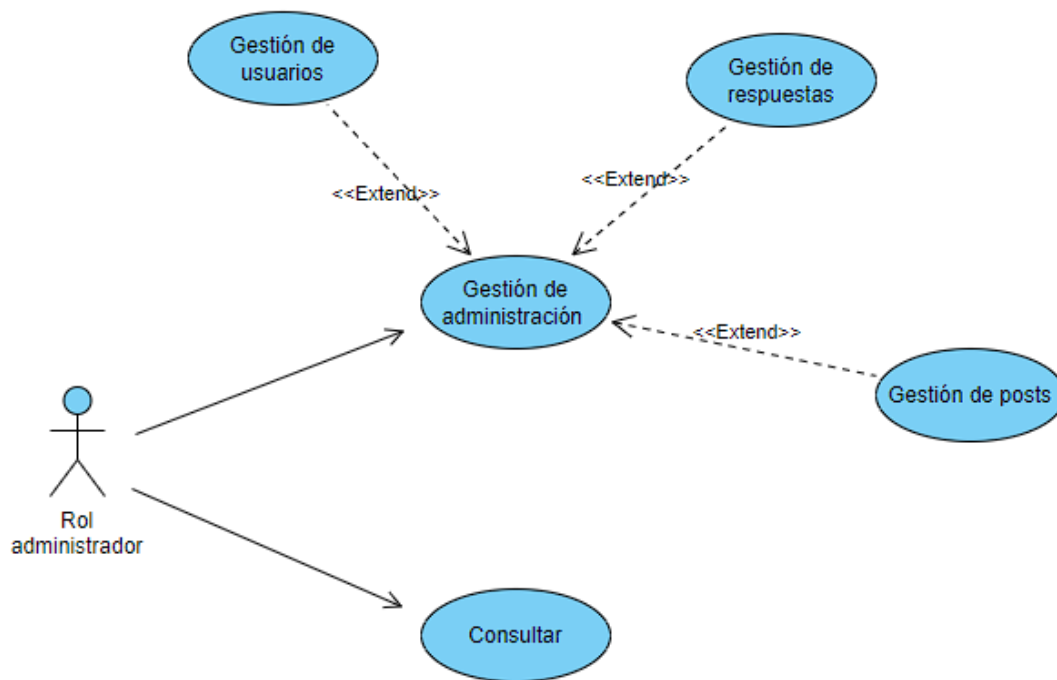 Gestión de
usuarios
Gestión de
respuestas
<<Extend>>
<<Extend>>
Gestión de
administración
<<Extend>>
Gestión de posts
Rol
administrador
Consultar